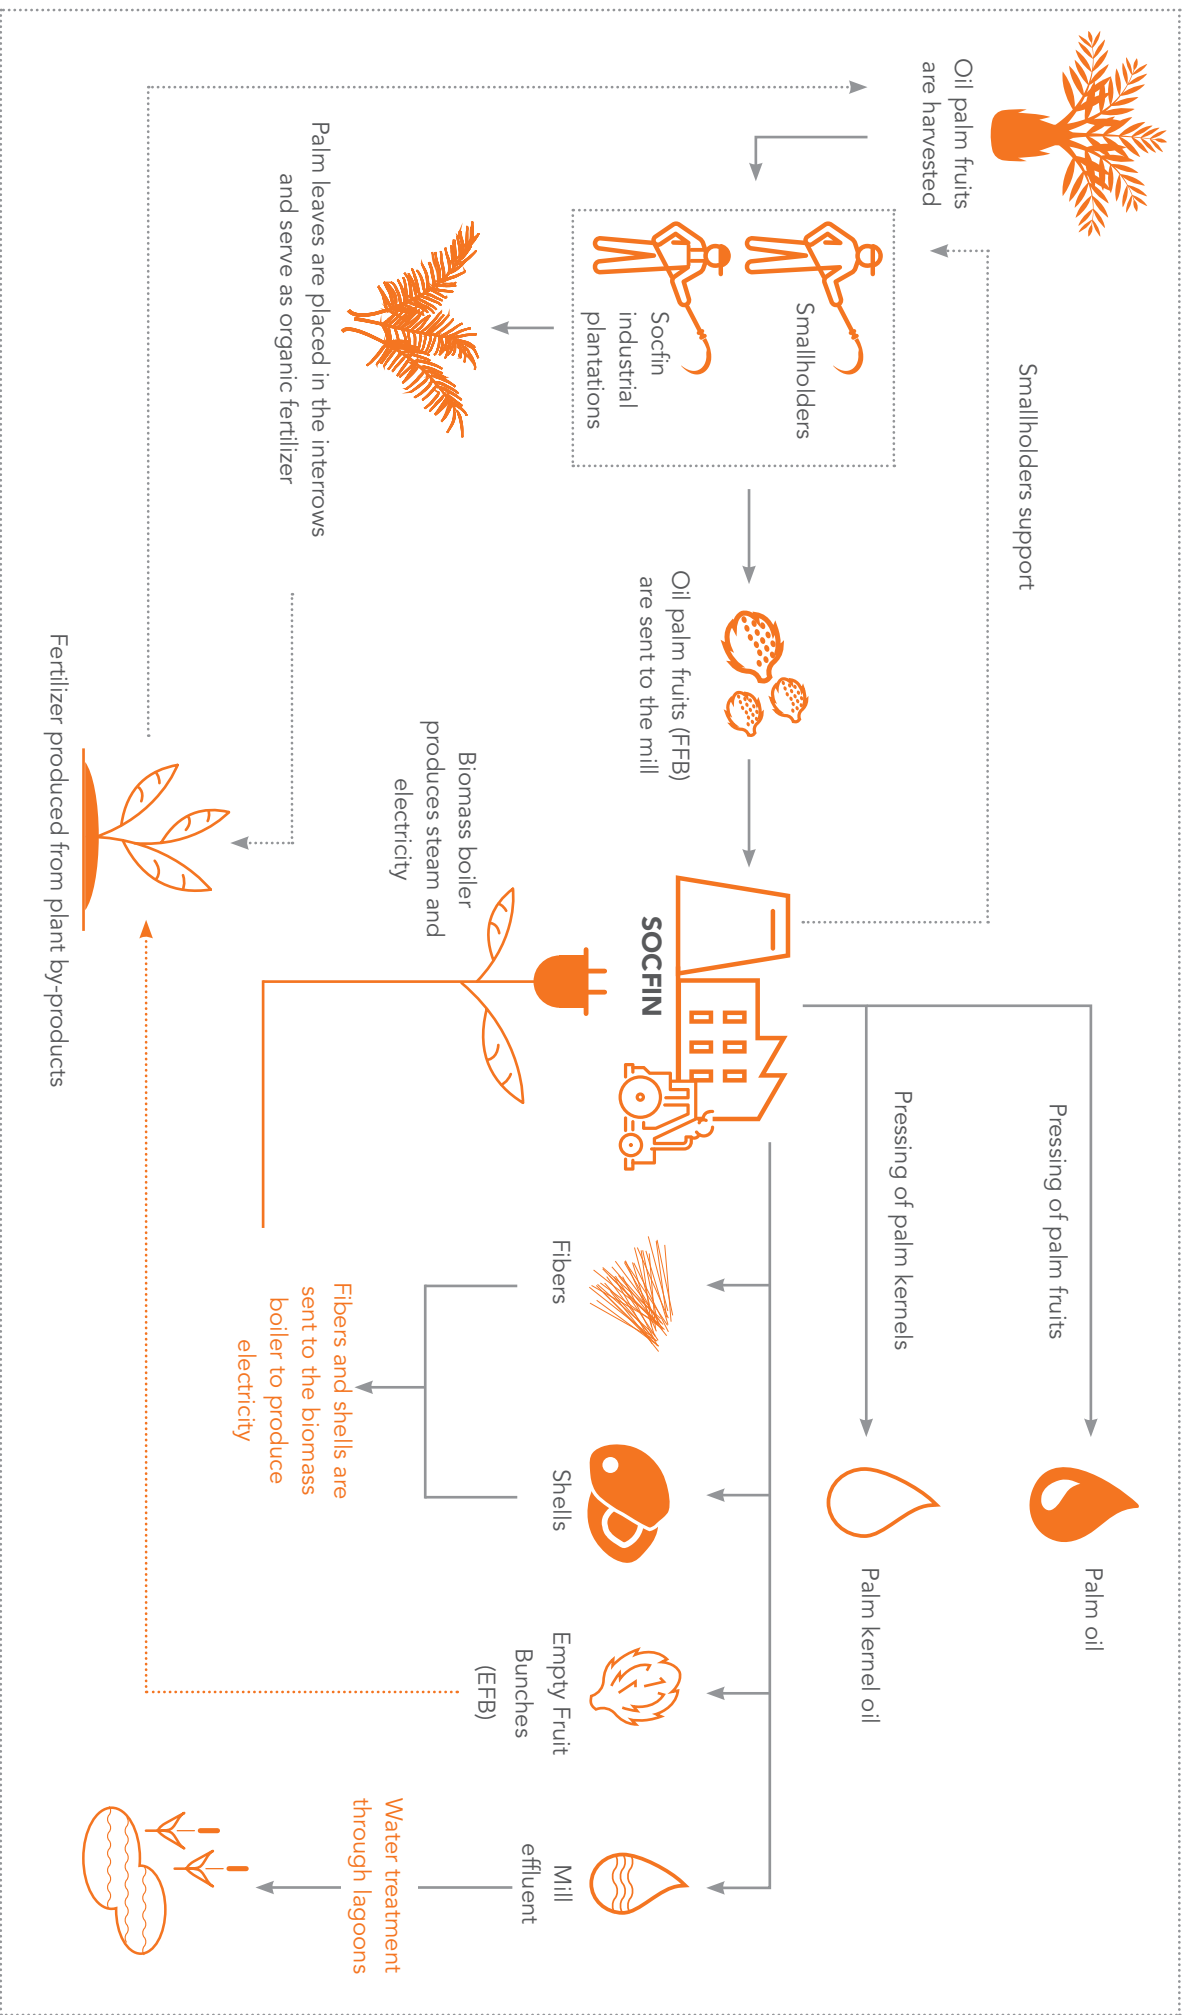 Oil palm fruits
are harvested
Smallholders support
Smallholders
Socfin
industrial
plantations
Palm leaves are placed in the interrows
and serve as organic fertilizer
Oil palm fruits (FFB)
are sent to the mill
SOCFIN
Biomass boiler
produces steam and
electricity
Fertilizer produced from plant by-products
Pressing of palm fruits
Palm oil
Pressing of palm kernels
Palm kernel oil
Fibers
Shells
Fibers and shells are
sent to the biomass
boiler to produce
electricity
Empty Fruit
Bunches
(EFB)
Mill
effluent
Water treatment
through lagoons